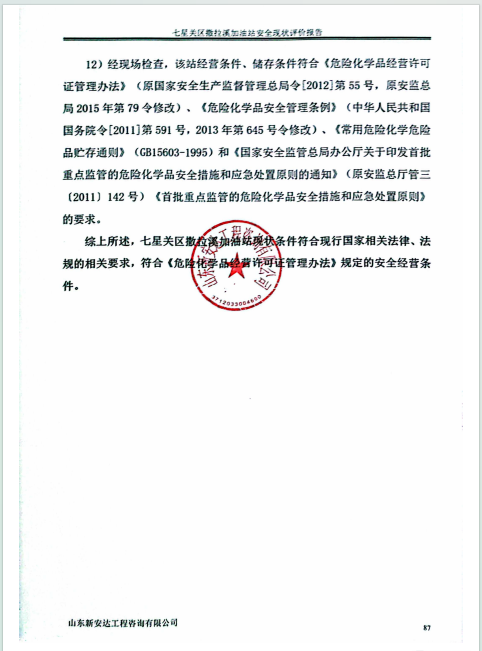 七星关区撒拉溪加油站安全现状评价报告
12）经现场检查，该站经营条件、储存条件符合《危险化学品经营许可
证管理办法》（原国家安全生产监督管理总局令[2012]第 55 号，原安监总
局 2015 年第 79 令修改）、《危险化学品安全管理条例》（中华人民共和国
国务院令[2011]第 591 号，2013 年第 645 号令修改）、《常用危险化学危险
品贮存通则》（GB15603-1995）和《国家安全监管总局办公厅关于印发首批
重点监管的危险化学品安全措施和应急处置原则的通知》（原安监总厅管三
〔2011〕142 号）《首批重点监管的危险化学品安全措施和应急处置原则》
的要求。
综上所述，七星关区撒拉溪加油站现状条件符合现行国家相关法律、法
规的相关要求，符合《危险化学品经营许可证管理办法》规定的安全经营条
件。
山东新安达工程咨询有限公司
3712033004600
山东新安达工程咨询有限公司
87